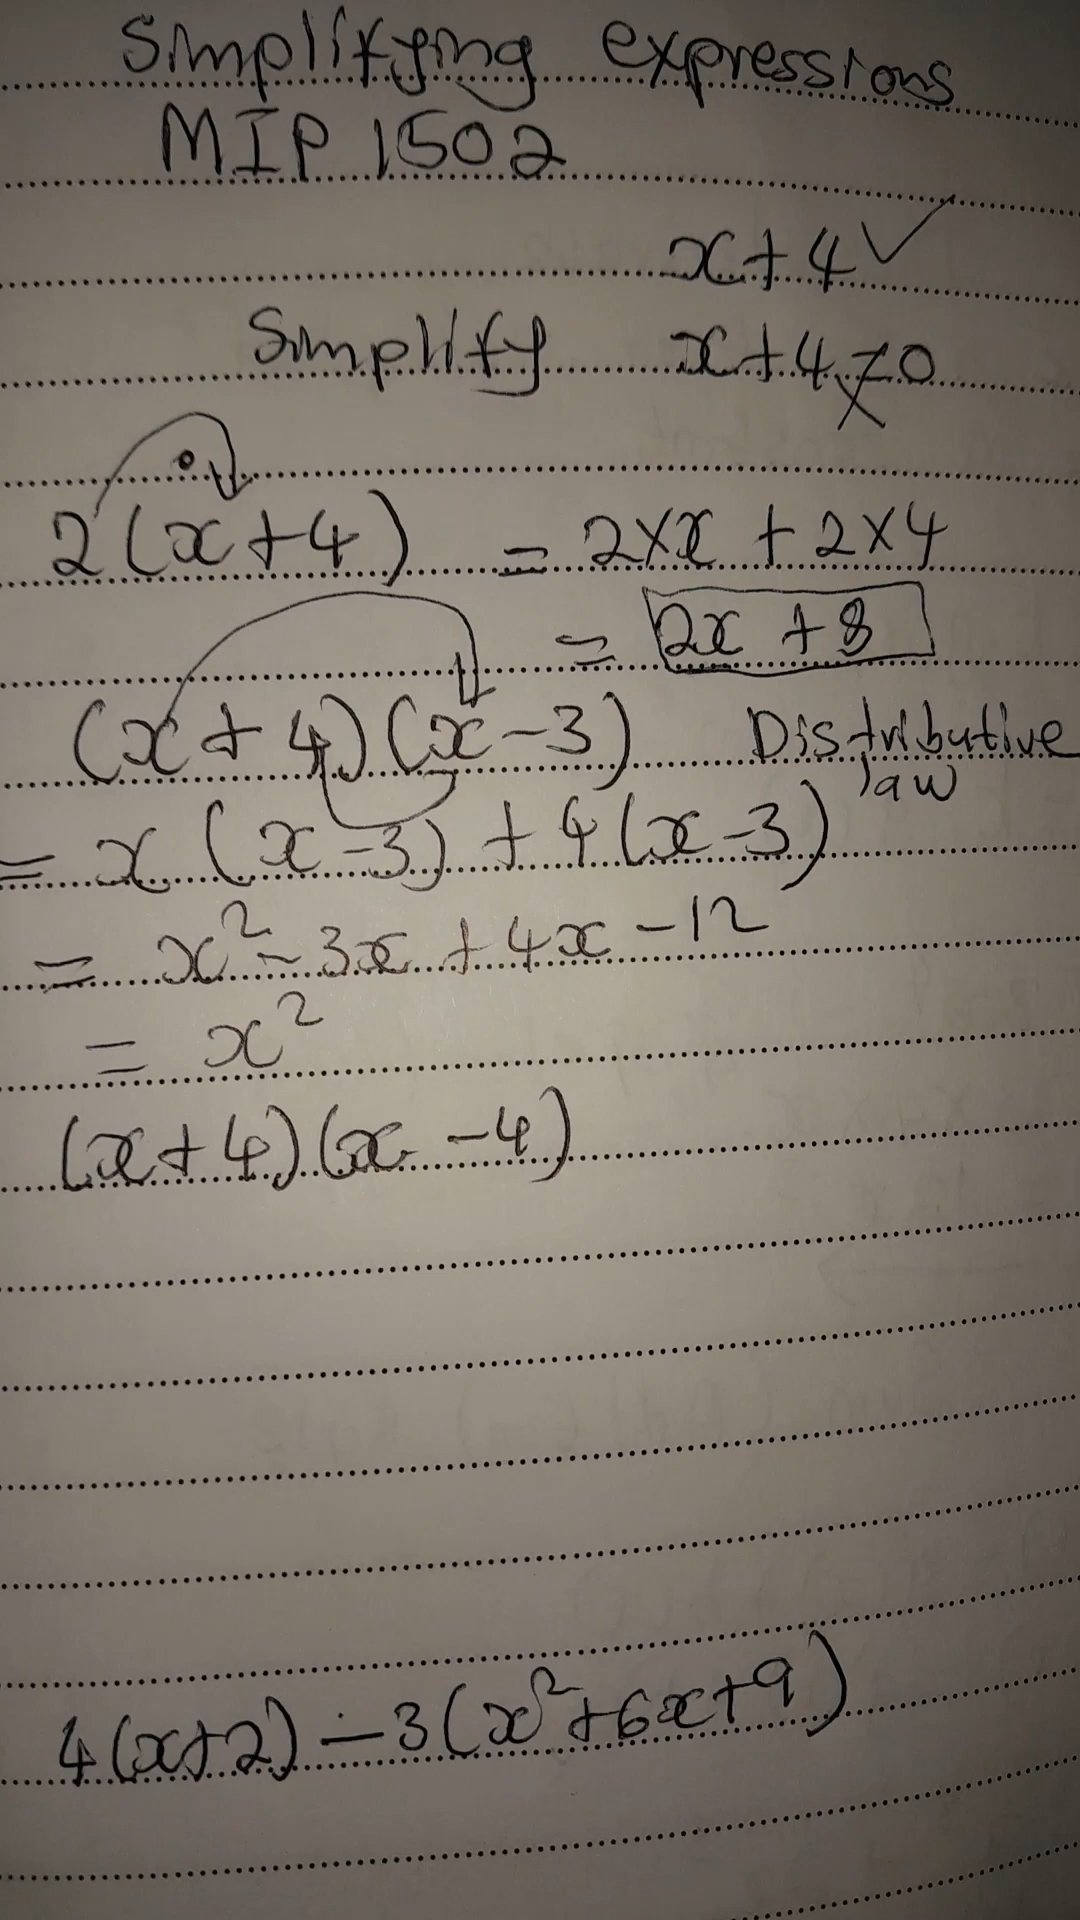 Simplifying expressions
MIP 1502
x+4 ✓
Simplify x+4≠0
2(x+4) = 2×x + 2×4
= 2x + 8
(x+4)(x-3) Distributive
law
= x(x-3) + 4(x-3)
= x² - 3x + 4x - 12
= x²
(x+4)(x-4)
4(x+2) - 3(x²+6x+9)